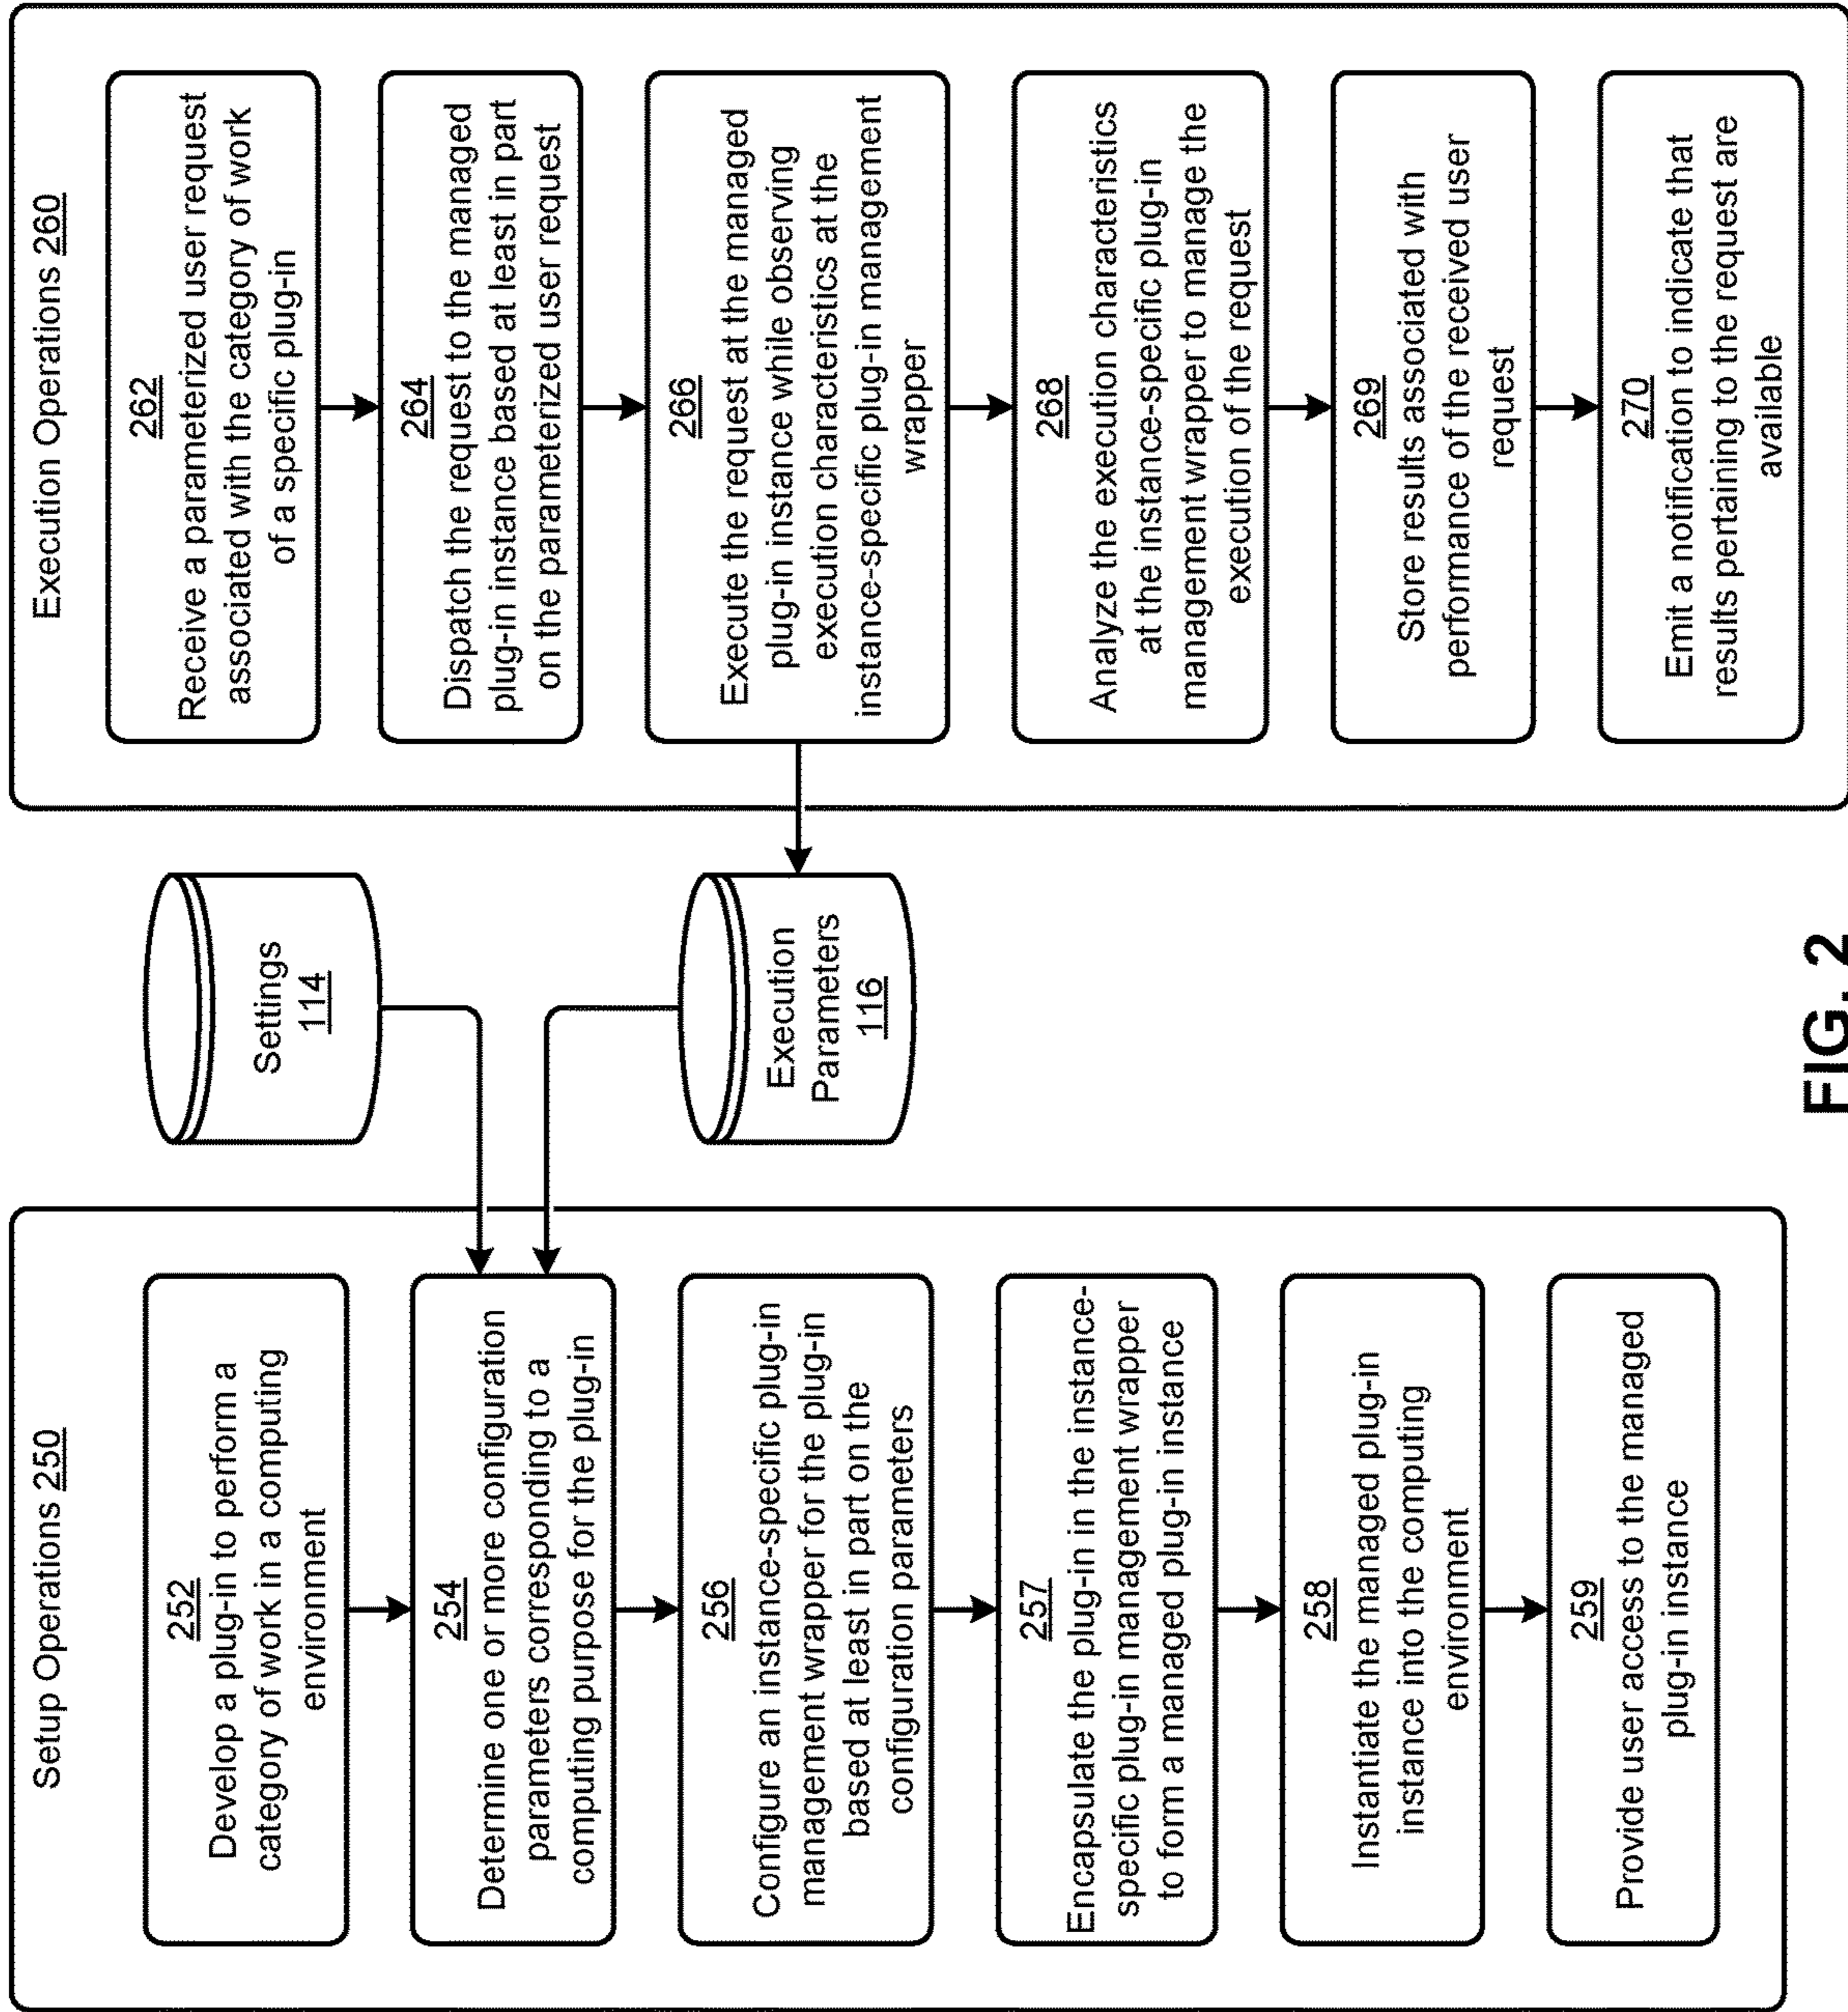 Setup Operations 250
252
Develop a plug-in to perform a
category of work in a computing
environment
254
Determine one or more configuration
parameters corresponding to a
computing purpose for the plug-in
256
Configure an instance-specific plug-in
management wrapper for the plug-in
based at least in part on the
configuration parameters
257
Encapsulate the plug-in in the instance-
specific plug-in management wrapper
to form a managed plug-in instance
258
Instantiate the managed plug-in
instance into the computing
environment
259
Provide user access to the managed
plug-in instance
Settings
114
Execution
Parameters
116
Execution Operations 260
262
Receive a parameterized user request
associated with the category of work
of a specific plug-in
264
Dispatch the request to the managed
plug-in instance based at least in part
on the parameterized user request
266
Execute the request at the managed
plug-in instance while observing
execution characteristics at the
instance-specific plug-in management
wrapper
268
Analyze the execution characteristics
at the instance-specific plug-in
management wrapper to manage the
execution of the request
269
Store results associated with
performance of the received user
request
270
Emit a notification to indicate that
results pertaining to the request are
available
FIG. 2